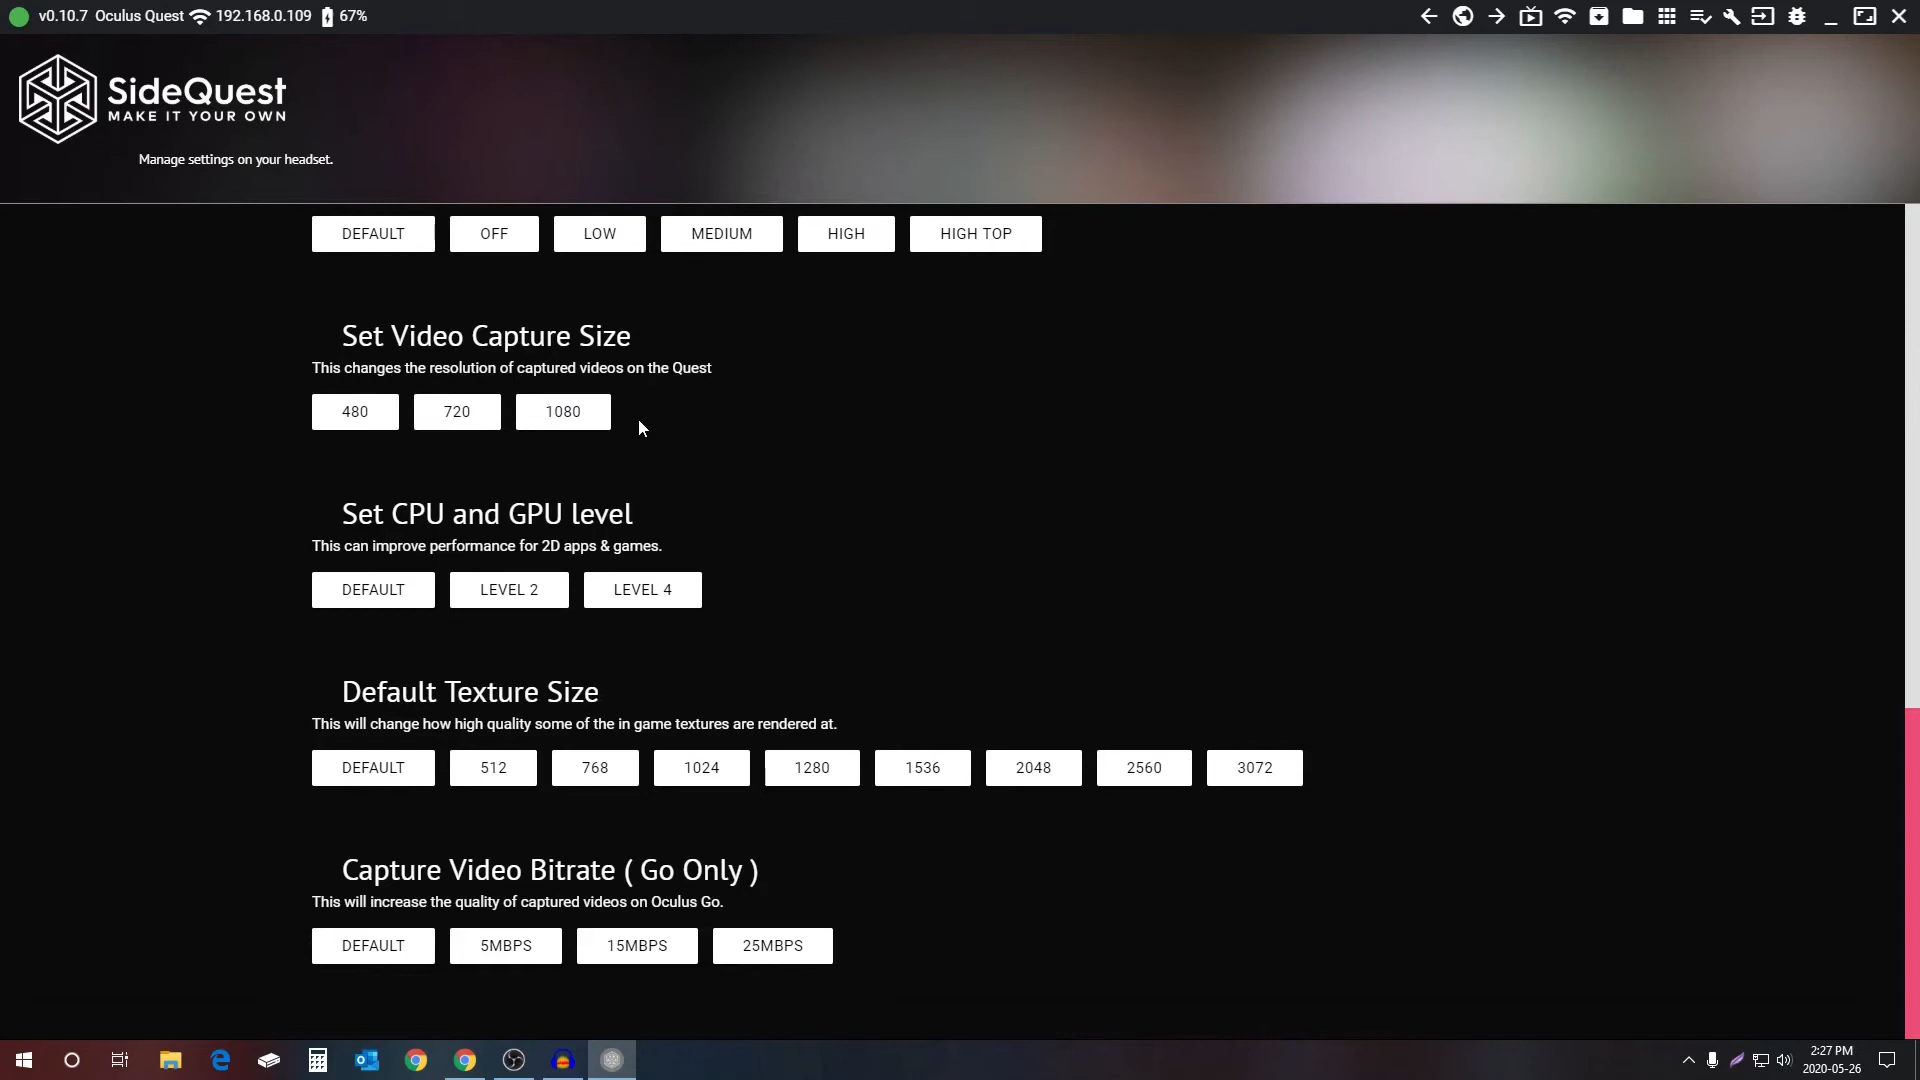 v0.10.7 Oculus Quest 192.168.0.109 67%
SideQuest
MAKE IT YOUR OWN
Manage settings on your headset.
DEFAULT OFF LOW MEDIUM HIGH HIGH TOP
Set Video Capture Size
This changes the resolution of captured videos on the Quest
480 720 1080
Set CPU and GPU level
This can improve performance for 2D apps & games.
DEFAULT LEVEL 2 LEVEL 4
Default Texture Size
This will change how high quality some of the in game textures are rendered at.
DEFAULT 512 768 1024 1280 1536 2048 2560 3072
Capture Video Bitrate ( Go Only )
This will increase the quality of captured videos on Oculus Go.
DEFAULT 5MBPS 15MBPS 25MBPS
2:27 PM
2020-05-26